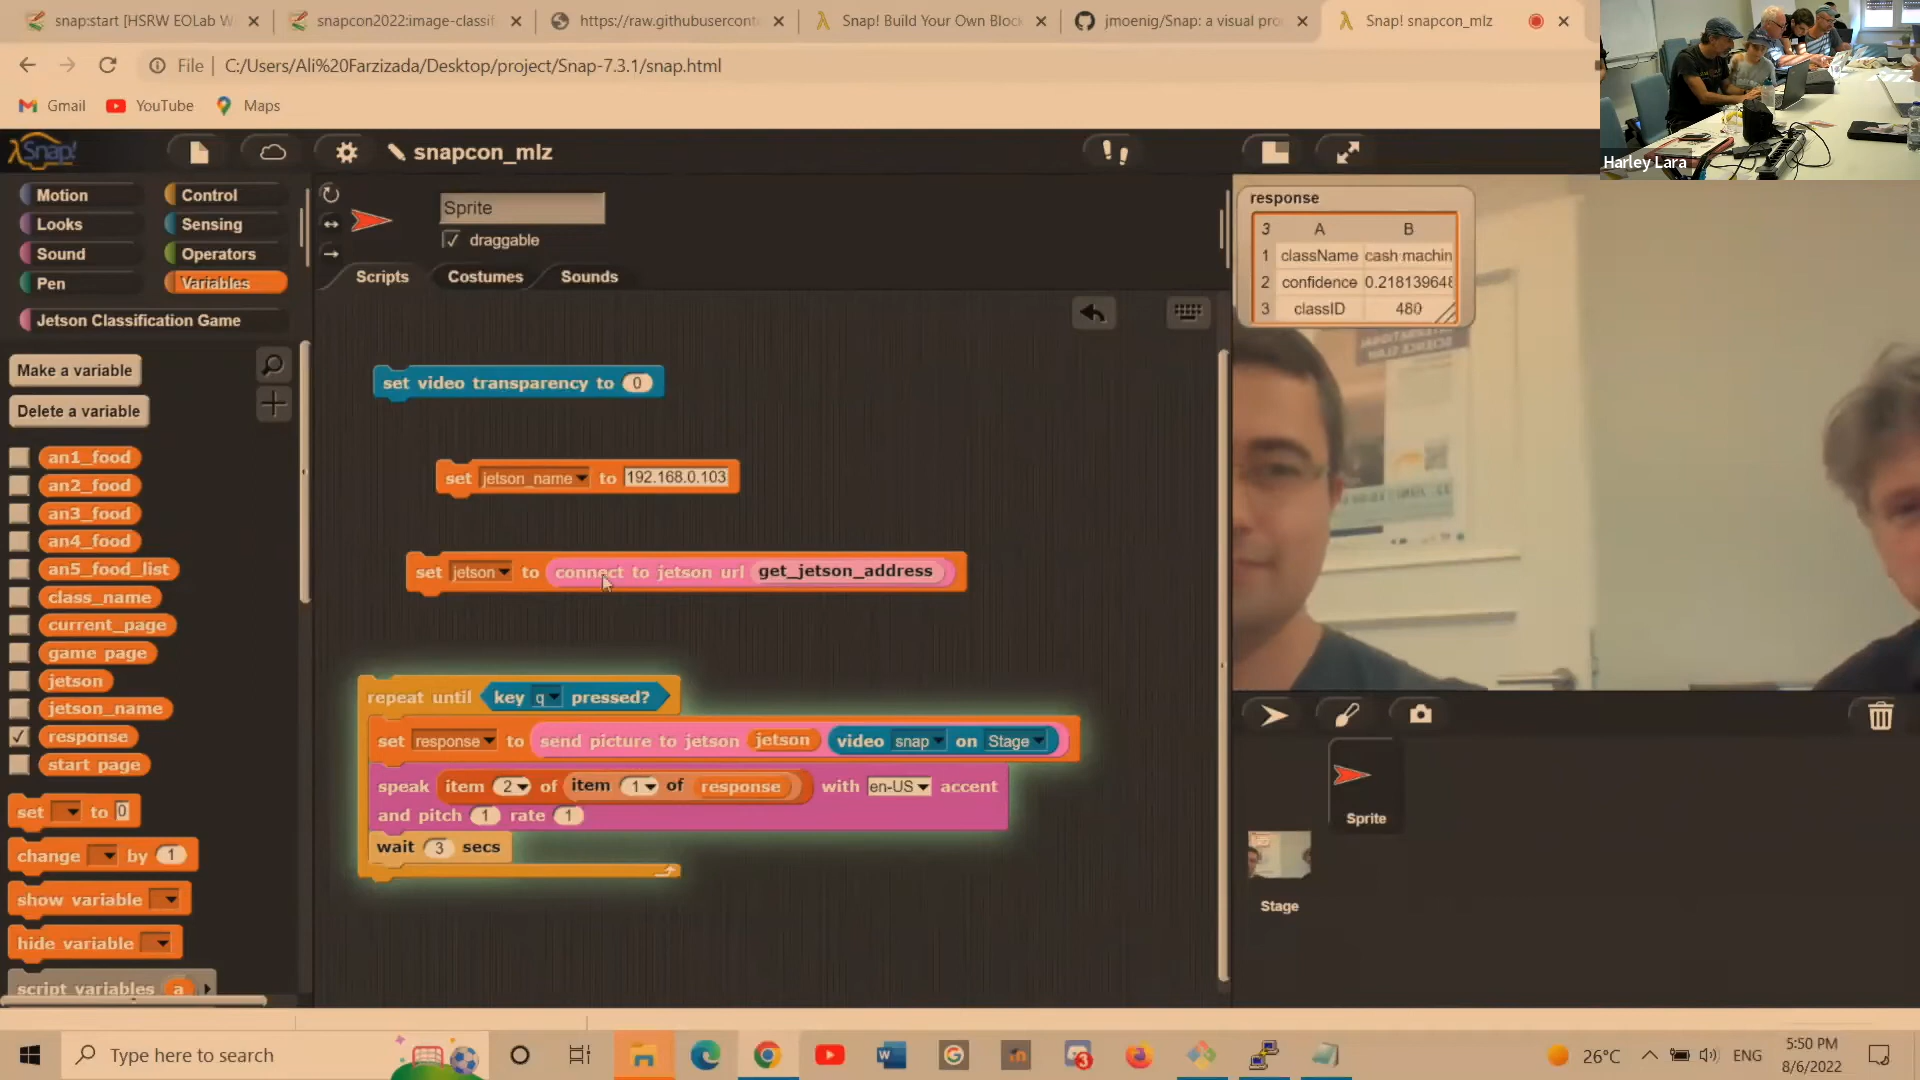 snap:start [HSRW EOLab W
snapcon2022:image-classif
https://raw.githubuserconte
Snap! Build Your Own Block
jmoenig/Snap: a visual pro
Snap! snapcon_mlz
File
C:/Users/Ali%20Farzizada/Desktop/project/Snap-7.3.1/snap.html
Gmail
YouTube
Maps
Harley Lara
λSnap!
snapcon_mlz
Motion
Control
Looks
Sensing
Sound
Operators
Pen
Variables
Jetson Classification Game
Sprite
draggable
Scripts
Costumes
Sounds
Make a variable
Delete a variable
an1_food
an2_food
an3_food
an4_food
an5_food_list
class_name
current_page
game page
jetson
jetson_name
response
start page
set to 0
change by 1
show variable
hide variable
script variables a
set video transparency to 0
set jetson_name to 192.168.0.103
set jetson to connect to jetson url get_jetson_address
repeat until key q pressed?
set response to send picture to jetson jetson video snap on Stage
speak item 2 of item 1 of response with en-US accent
and pitch 1 rate 1
wait 3 secs
response
3 A B
1 className cash machin
2 confidence 0.218139648
3 classID 480
Sprite
Stage
Type here to search
3
26°C
ENG
5:50 PM
8/6/2022